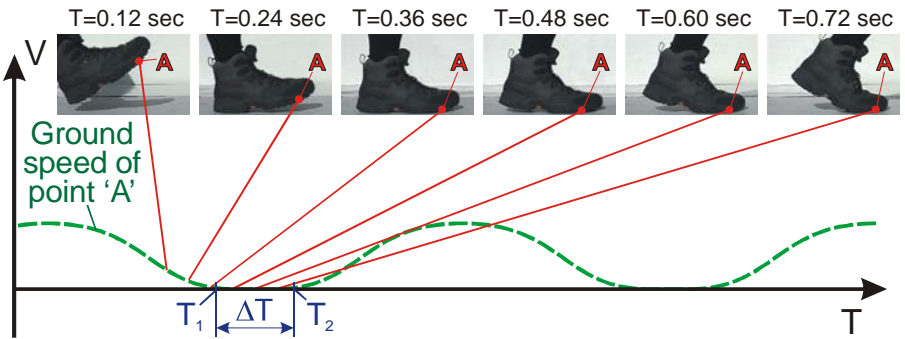 T=0.12 sec T=0.24 sec T=0.36 sec T=0.48 sec T=0.60 sec T=0.72 sec
V A A A A A A
Ground
speed of
point ‘A’
T₁ ΔT T₂ T